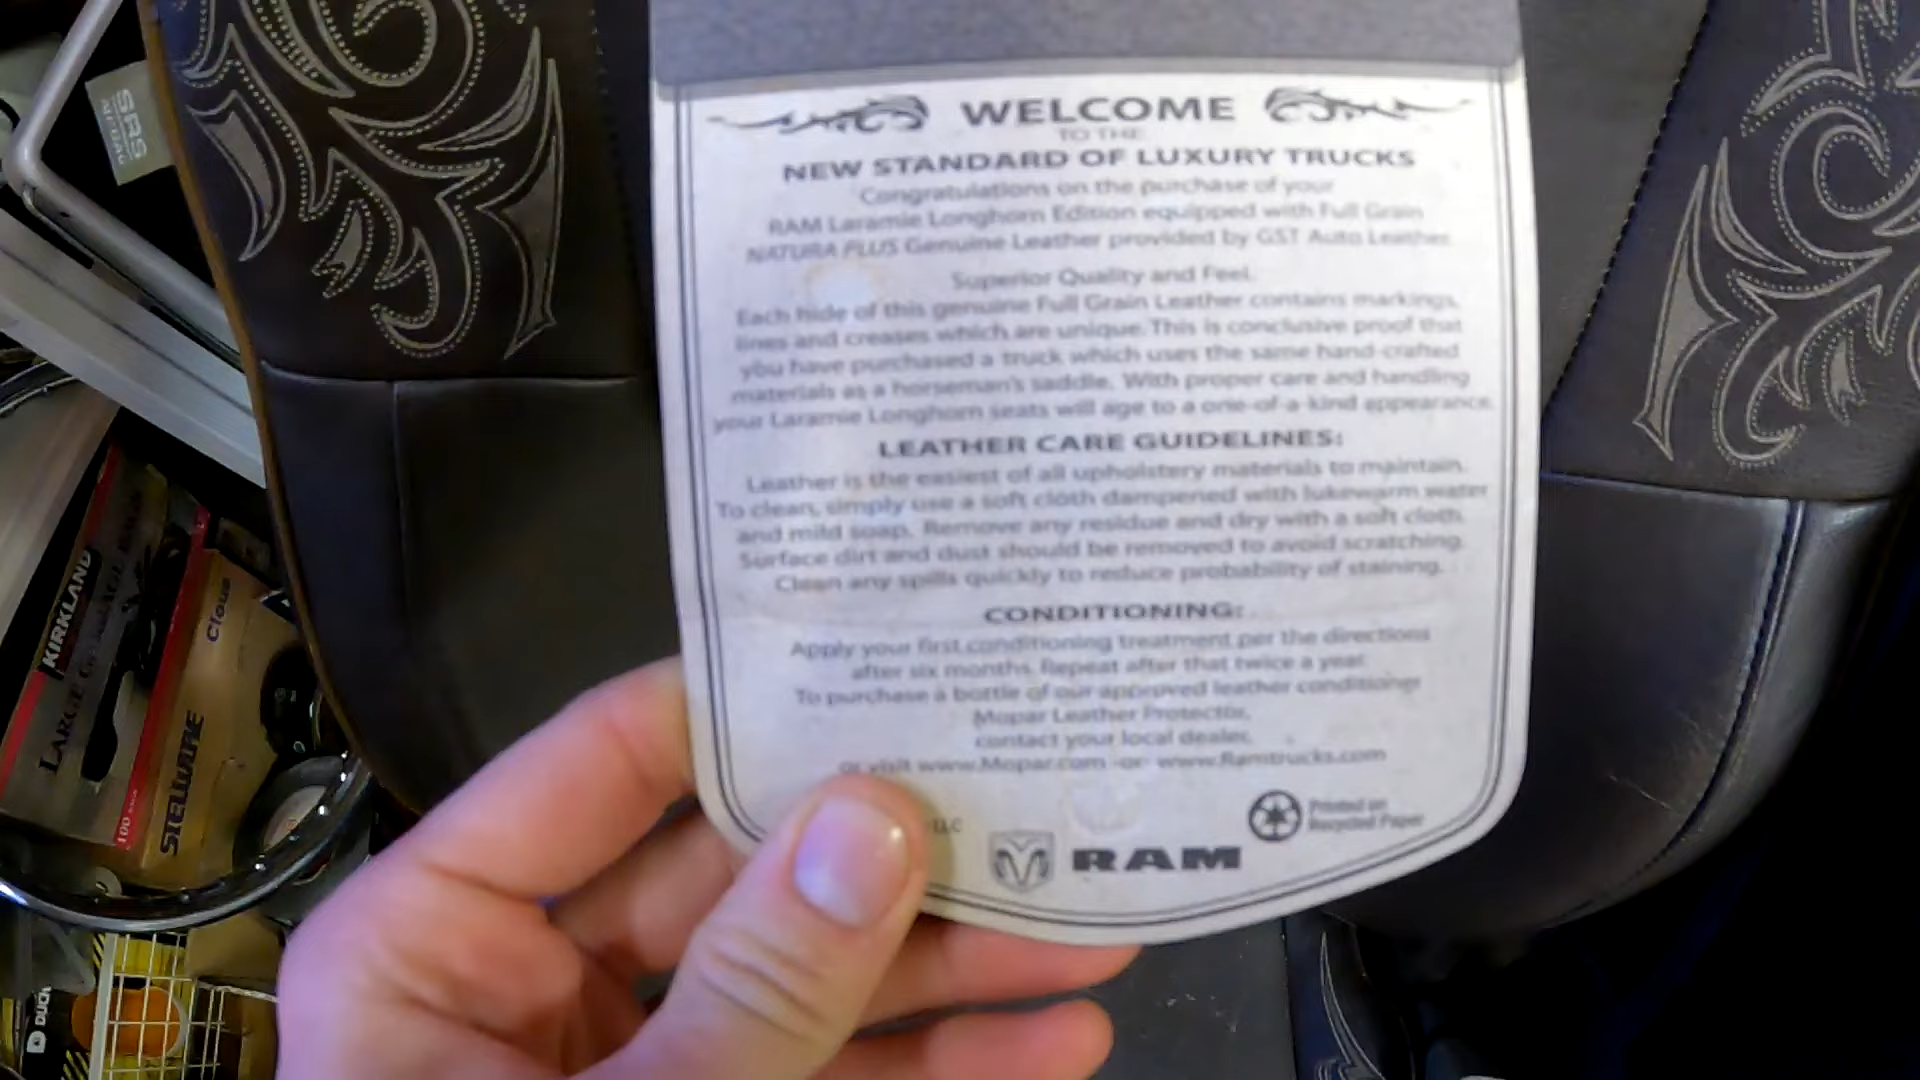 WELCOME
TO THE
NEW STANDARD OF LUXURY TRUCKS
Congratulations on the purchase of your
RAM Laramie Longhorn Edition equipped with Full Grain
NATURA PLUS Genuine Leather provided by GST Auto Leather
Superior Quality and Feel.
Each hide of this genuine Full Grain Leather contains markings,
lines and creases which are unique. This is conclusive proof that
you have purchased a truck which uses the same hand-crafted
materials as a horseman's saddle. With proper care and handling
your Laramie Longhorn seats will age to a one-of-a-kind appearance.
LEATHER CARE GUIDELINES:
Leather is the easiest of all upholstery materials to maintain.
To clean, simply use a soft cloth dampened with lukewarm water
and mild soap. Remove any residue and dry with a soft cloth.
Surface dirt and dust should be removed to avoid scratching.
Clean any spills quickly to reduce probability of staining.
CONDITIONING:
Apply your first conditioning treatment per the directions
after six months. Repeat after that twice a year.
To purchase a bottle of our approved leather conditioner
Mopar Leather Protector,
contact your local dealer,
or visit www.Mopar.com -or- www.Ramtrucks.com
LLC
Printed on
Recycled Paper
RAM
SRS
AIRBAG
KIRKLAND
LARGE
100
STELWIRE
Clous